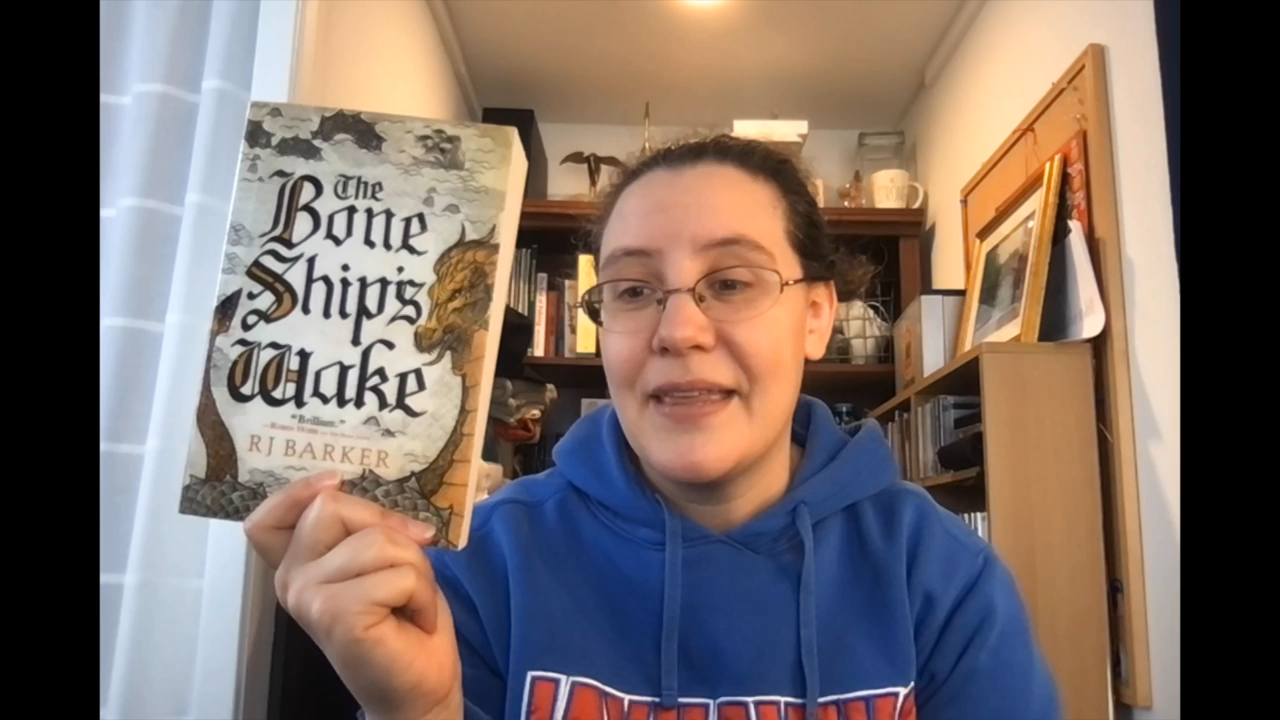 The
Bone
Ship's
Wake
"Brilliant."
RJ BARKER